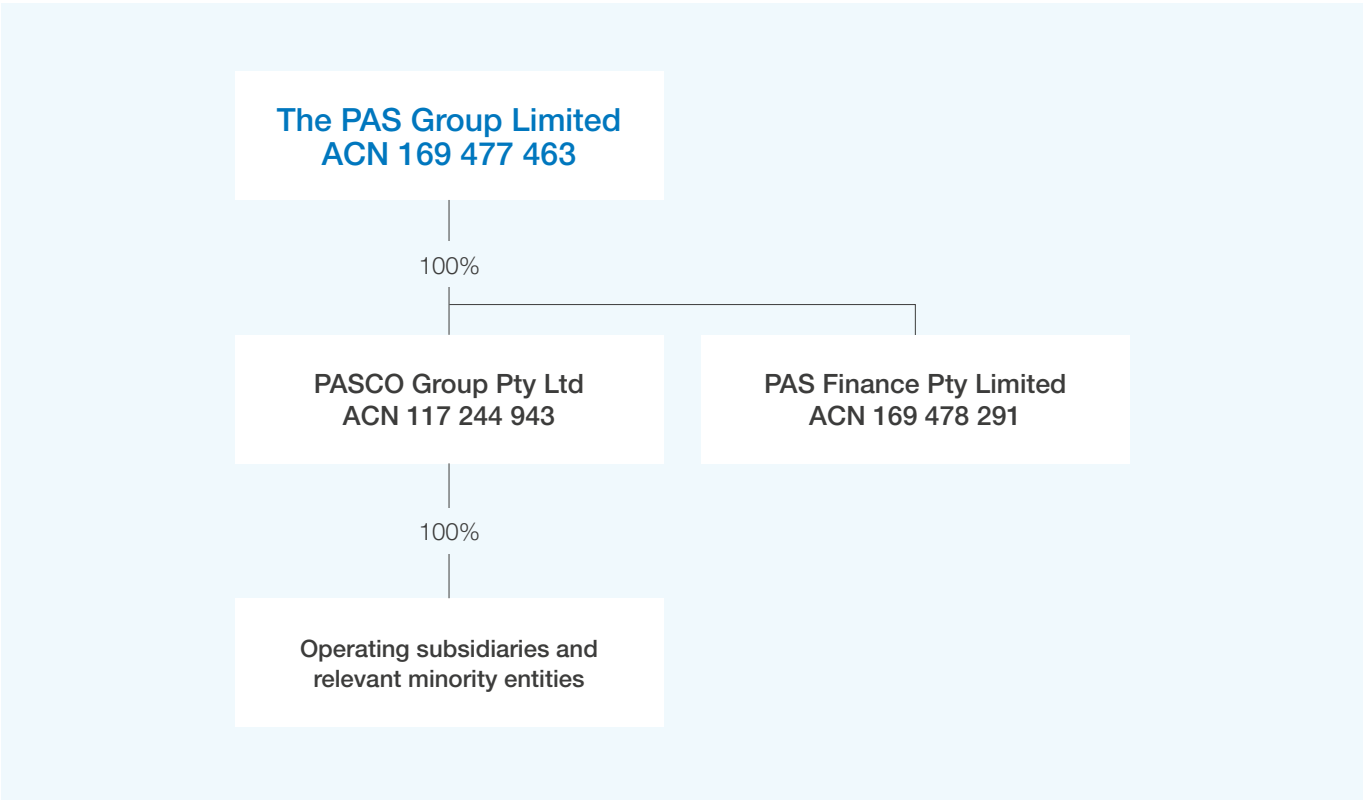 The PAS Group Limited
ACN 169 477 463
100%
PASCO Group Pty Ltd
ACN 117 244 943
PAS Finance Pty Limited
ACN 169 478 291
100%
Operating subsidiaries and
relevant minority entities